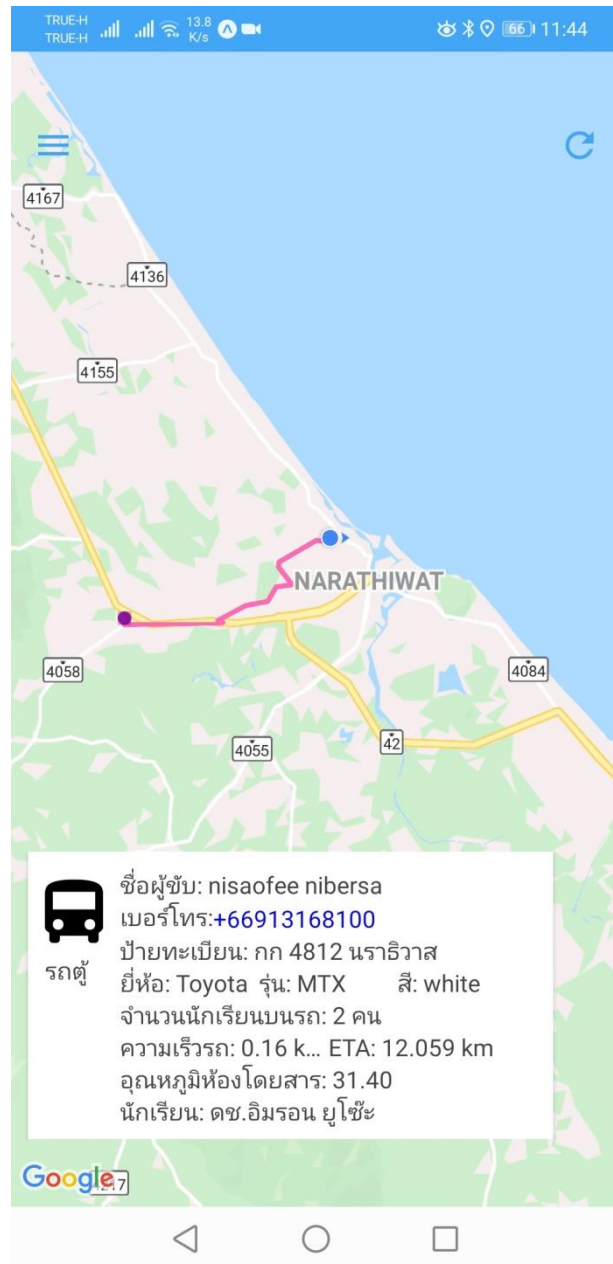 TRUE-H
TRUE-H
13.8
K/s
66
11:44
4167
4136
4155
NARATHIWAT
4058
4084
4055
42
ชื่อผู้ขับ: nisaofee nibersa
เบอร์โทร:+66913168100
ป้ายทะเบียน: กก 4812 นราธิวาส
รถตู้
ยี่ห้อ: Toyota รุ่น: MTX สี: white
จำนวนนักเรียนบนรถ: 2 คน
ความเร็วรถ: 0.16 k... ETA: 12.059 km
อุณหภูมิห้องโดยสาร: 31.40
นักเรียน: ดช.อิมรอน ยูโซ๊ะ
Google